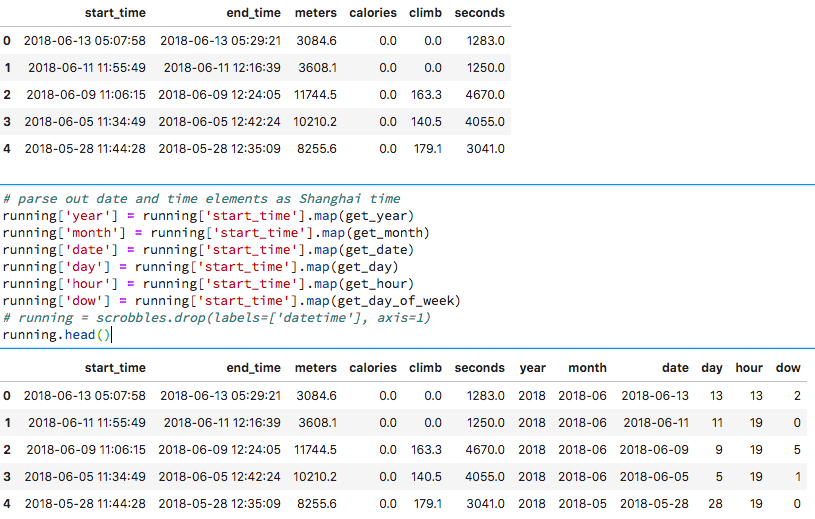 start_time end_time meters calories climb seconds
0 2018-06-13 05:07:58 2018-06-13 05:29:21 3084.6 0.0 0.0 1283.0
1 2018-06-11 11:55:49 2018-06-11 12:16:39 3608.1 0.0 0.0 1250.0
2 2018-06-09 11:06:15 2018-06-09 12:24:05 11744.5 0.0 163.3 4670.0
3 2018-06-05 11:34:49 2018-06-05 12:42:24 10210.2 0.0 140.5 4055.0
4 2018-05-28 11:44:28 2018-05-28 12:35:09 8255.6 0.0 179.1 3041.0
# parse out date and time elements as Shanghai time
running['year'] = running['start_time'].map(get_year)
running['month'] = running['start_time'].map(get_month)
running['date'] = running['start_time'].map(get_date)
running['day'] = running['start_time'].map(get_day)
running['hour'] = running['start_time'].map(get_hour)
running['dow'] = running['start_time'].map(get_day_of_week)
# running = scrobbles.drop(labels=['datetime'], axis=1)
running.head()
start_time end_time meters calories climb seconds year month date day hour dow
0 2018-06-13 05:07:58 2018-06-13 05:29:21 3084.6 0.0 0.0 1283.0 2018 2018-06 2018-06-13 13 13 2
1 2018-06-11 11:55:49 2018-06-11 12:16:39 3608.1 0.0 0.0 1250.0 2018 2018-06 2018-06-11 11 19 0
2 2018-06-09 11:06:15 2018-06-09 12:24:05 11744.5 0.0 163.3 4670.0 2018 2018-06 2018-06-09 9 19 5
3 2018-06-05 11:34:49 2018-06-05 12:42:24 10210.2 0.0 140.5 4055.0 2018 2018-06 2018-06-05 5 19 1
4 2018-05-28 11:44:28 2018-05-28 12:35:09 8255.6 0.0 179.1 3041.0 2018 2018-05 2018-05-28 28 19 0